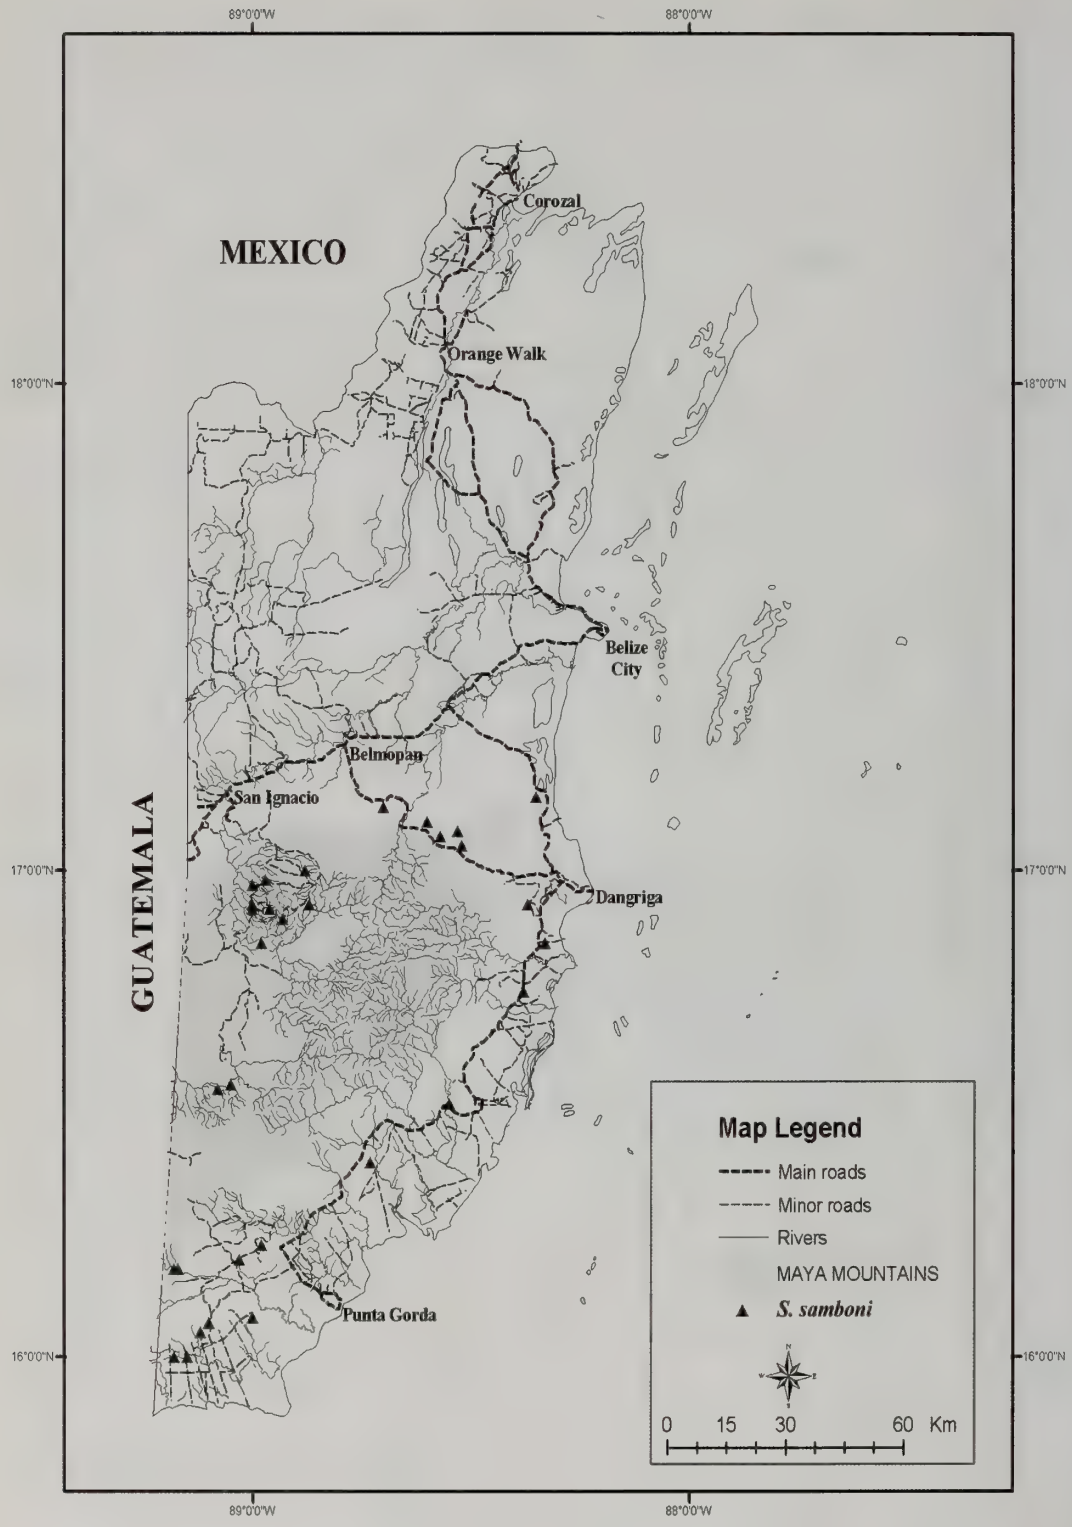 89°0'0"W 88°0'0"W
Corozal
MEXICO
Orange Walk
18°0'0"N 18°0'0"N
Belize
City
Belmopan
San Ignacio
GUATEMALA
17°0'0"N 17°0'0"N
Dangriga
Map Legend
Main roads
Minor roads
Rivers
MAYA MOUNTAINS
S. samboni
Punta Gorda
16°0'0"N 16°0'0"N
N
W E
0 15 30 60 Km
89°0'0"W 88°0'0"W